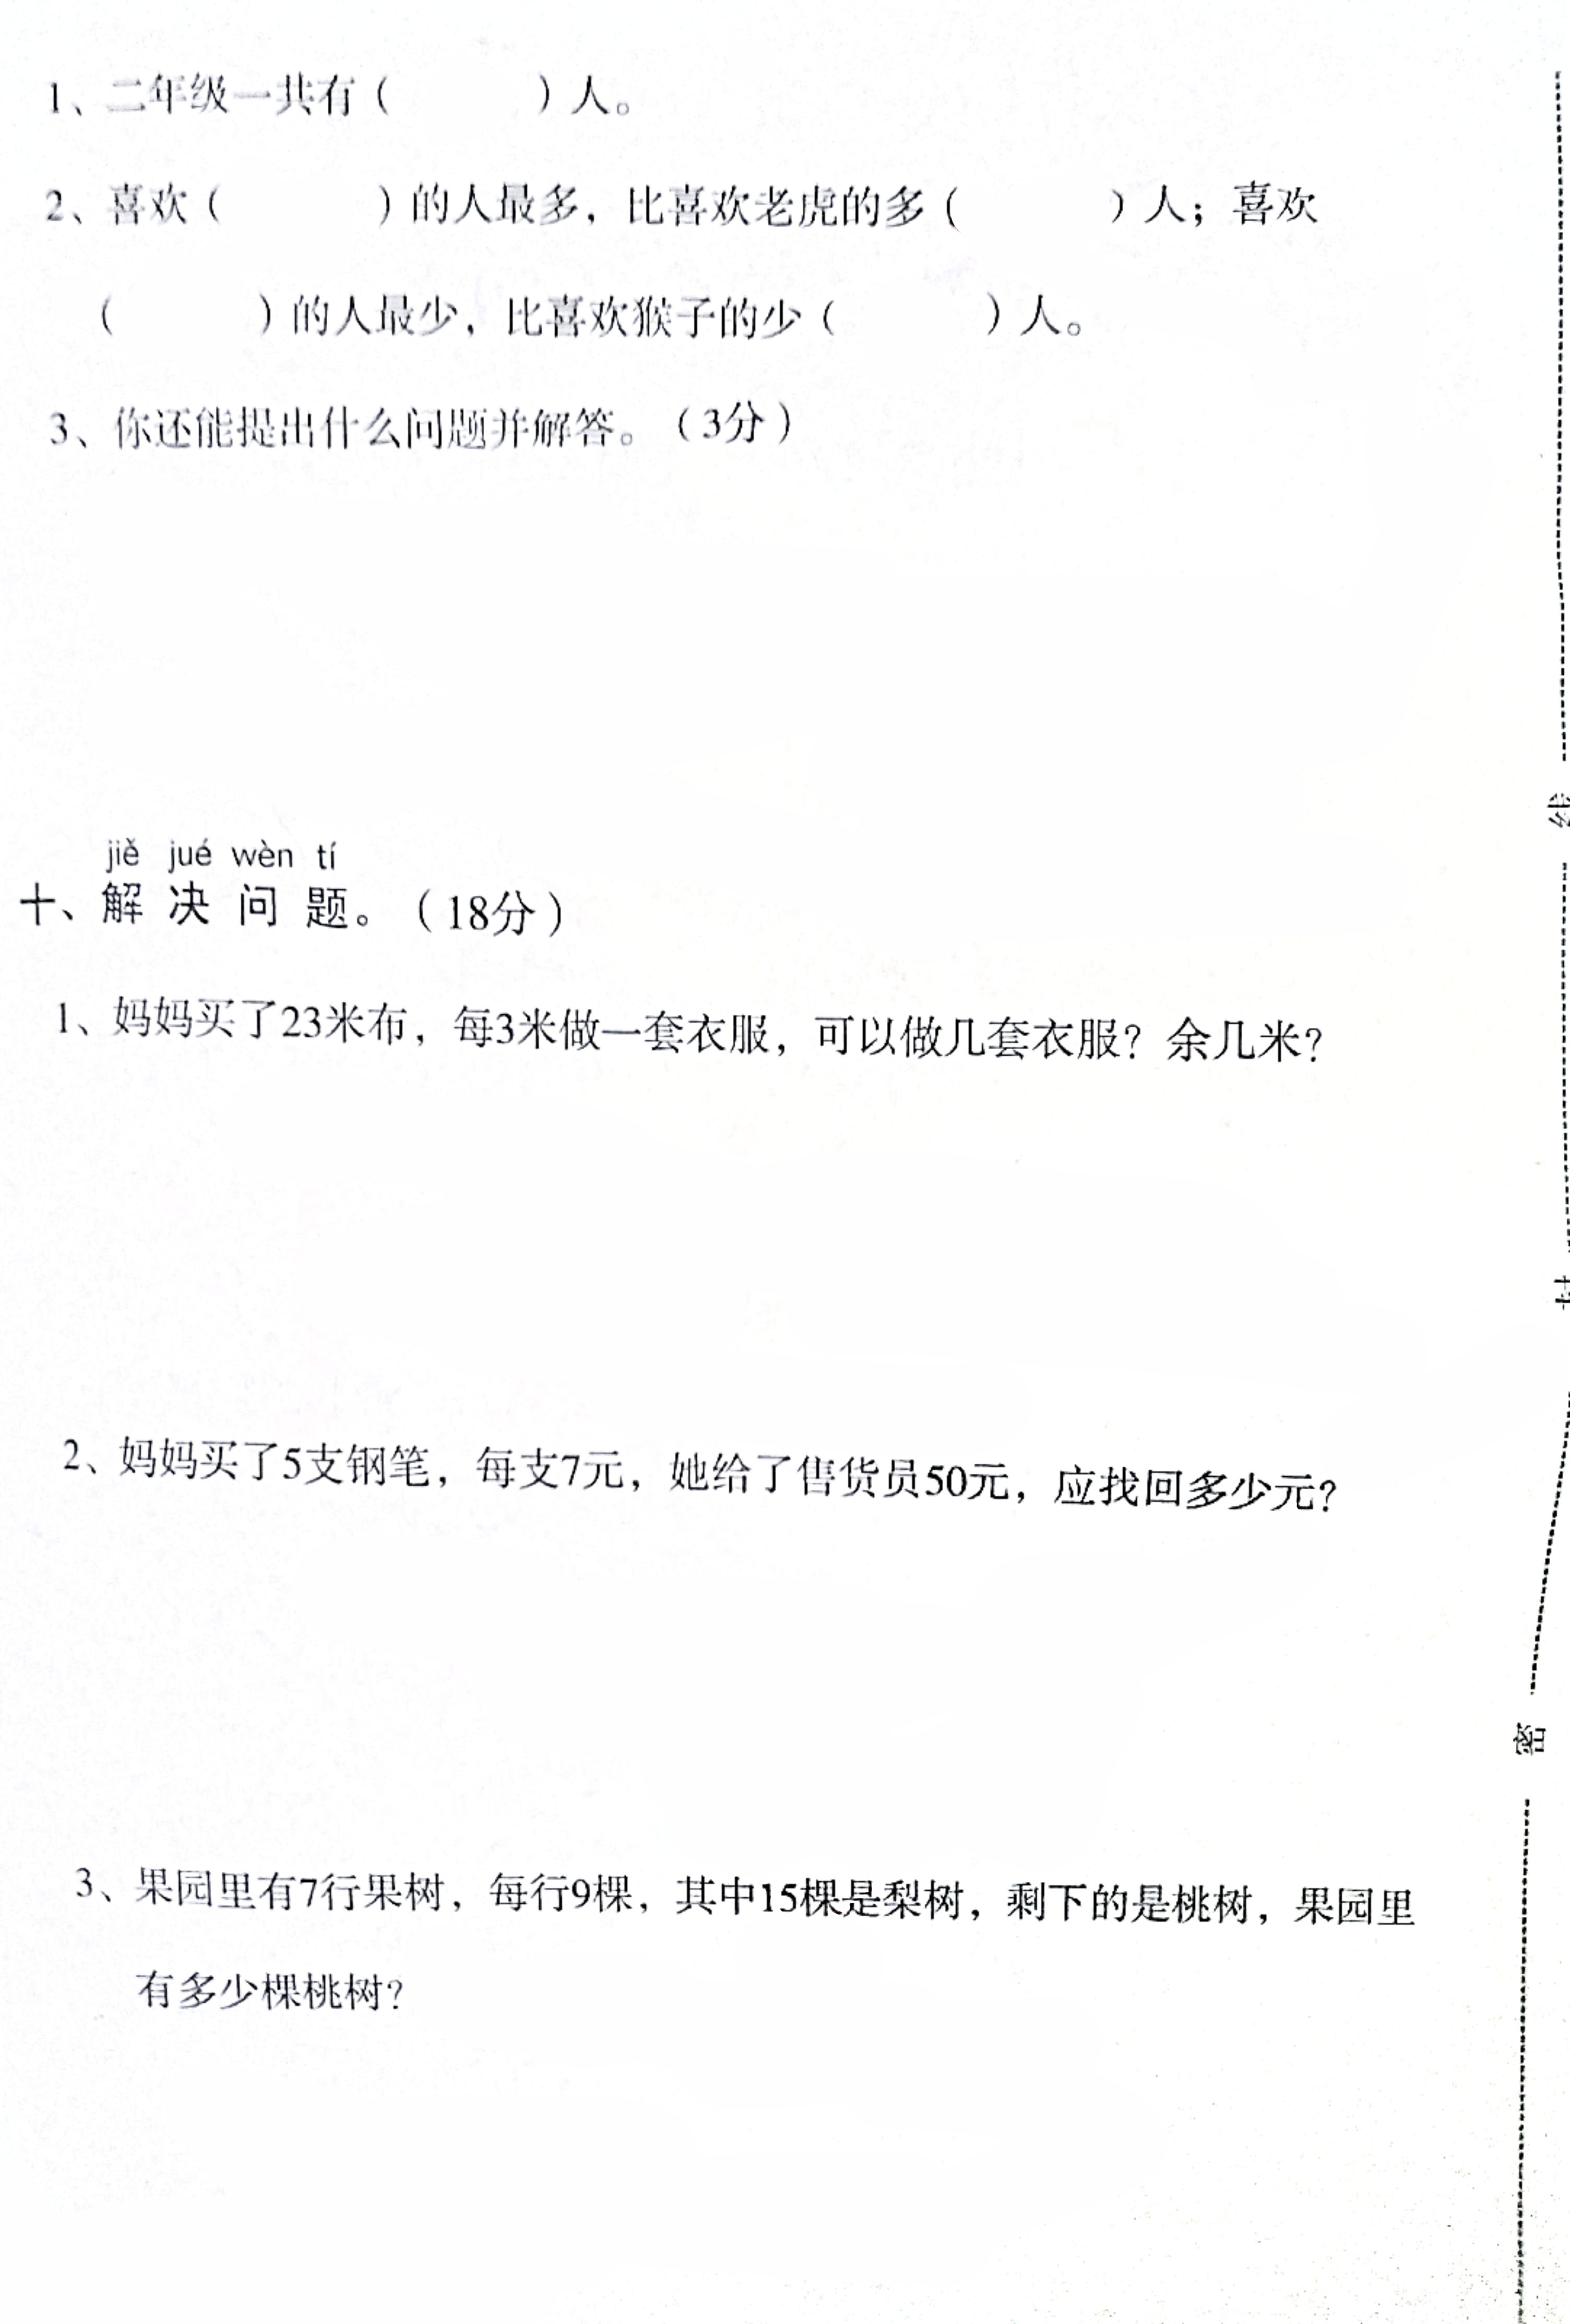 1、二年级一共有（ ）人。
2、喜欢（ ）的人最多，比喜欢老虎的多（ ）人；喜欢
（ ）的人最少，比喜欢猴子的少（ ）人。
3、你还能提出什么问题并解答。（3分）
jiě jué wèn tí
十、解决问题。（18分）
1、妈妈买了23米布，每3米做一套衣服，可以做几套衣服？余几米？
2、妈妈买了5支钢笔，每支7元，她给了售货员50元，应找回多少元？
3、果园里有7行果树，每行9棵，其中15棵是梨树，剩下的是桃树，果园里
有多少棵桃树？
线
密